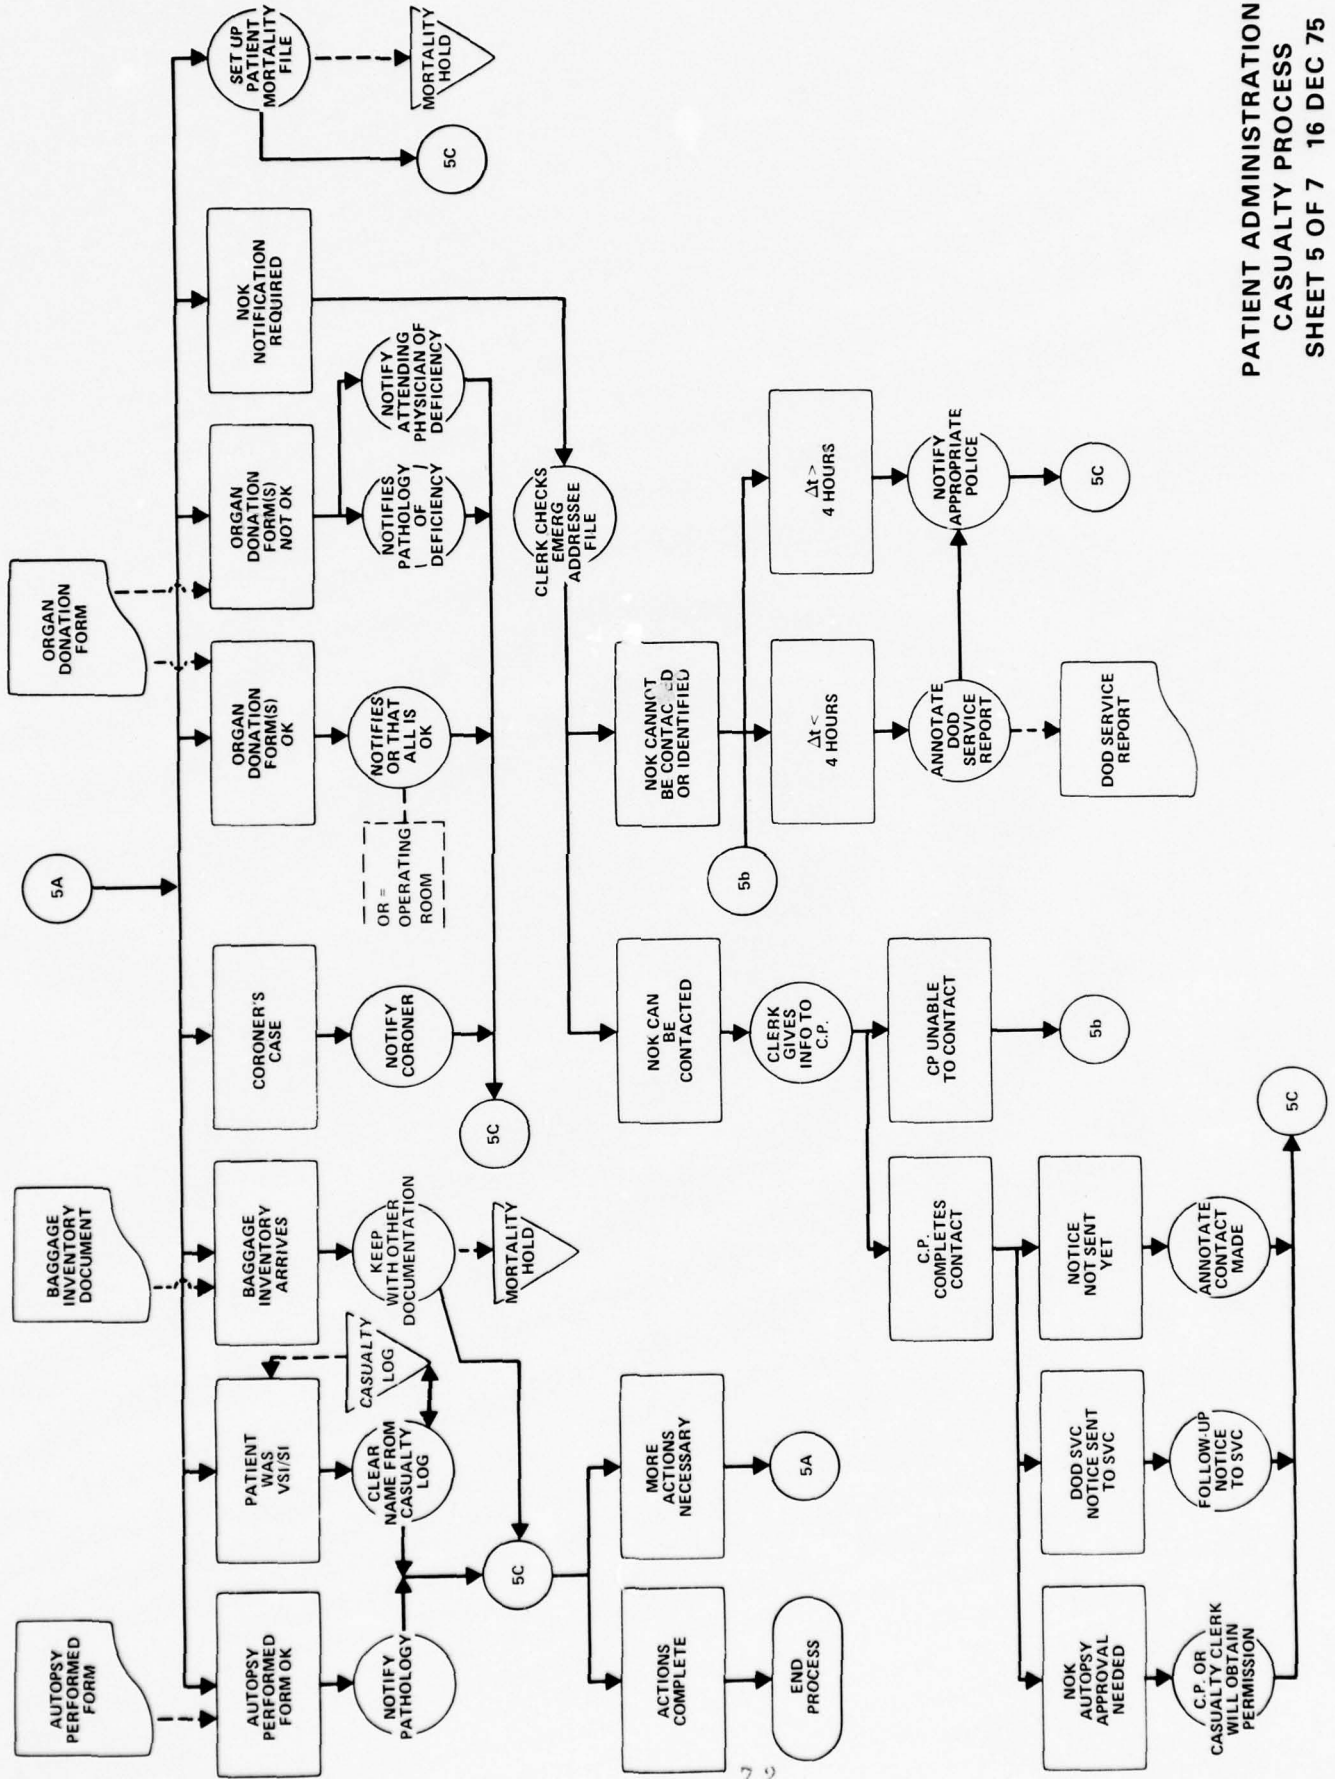 5A
AUTOPSY
PERFORMED
FORM
BAGGAGE
INVENTORY
DOCUMENT
ORGAN
DONATION
FORM
AUTOPSY
PERFORMED
FORM OK
PATIENT
WAS
VSI/SI
BAGGAGE
INVENTORY
ARRIVES
CORONER'S
CASE
ORGAN
DONATION
FORM(S)
OK
ORGAN
DONATION
FORM(S)
NOT OK
NOK
NOTIFICATION
REQUIRED
SET UP
PATIENT
MORTALITY
FILE
NOTIFY
PATHOLOGY
CLEAR
NAME FROM
CASUALTY
LOG
CASUALTY
LOG
KEEP
WITH OTHER
DOCUMENTATION
NOTIFY
CORONER
OR =
OPERATING
ROOM
NOTIFIES
OR THAT
ALL IS
OK
NOTIFIES
PATHOLOGY
OF
DEFICIENCY
NOTIFY
ATTENDING
PHYSICIAN OF
DEFICIENCY
5C
MORTALITY
HOLD
5C
MORTALITY
HOLD
5C
CLERK CHECKS
EMERG
ADDRESSEE
FILE
ACTIONS
COMPLETE
MORE
ACTIONS
NECESSARY
NOK CAN
BE
CONTACTED
NOK CANNOT
BE CONTACTED
OR IDENTIFIED
END
PROCESS
5A
CLERK
GIVES
INFO TO
C.P.
5b
Δt <
4 HOURS
Δt >
4 HOURS
C.P.
COMPLETES
CONTACT
CP UNABLE
TO CONTACT
ANNOTATE
DOD
SERVICE
REPORT
NOTIFY
APPROPRIATE
POLICE
NOK
AUTOPSY
APPROVAL
NEEDED
DOD SVC
NOTICE SENT
TO SVC
NOTICE
NOT SENT
YET
5b
DOD SERVICE
REPORT
5C
C.P. OR
CASUALTY CLERK
WILL OBTAIN
PERMISSION
FOLLOW-UP
NOTICE
TO SVC
ANNOTATE
CONTACT
MADE
5C
PATIENT ADMINISTRATION
CASUALTY PROCESS
SHEET 5 OF 7 16 DEC 75